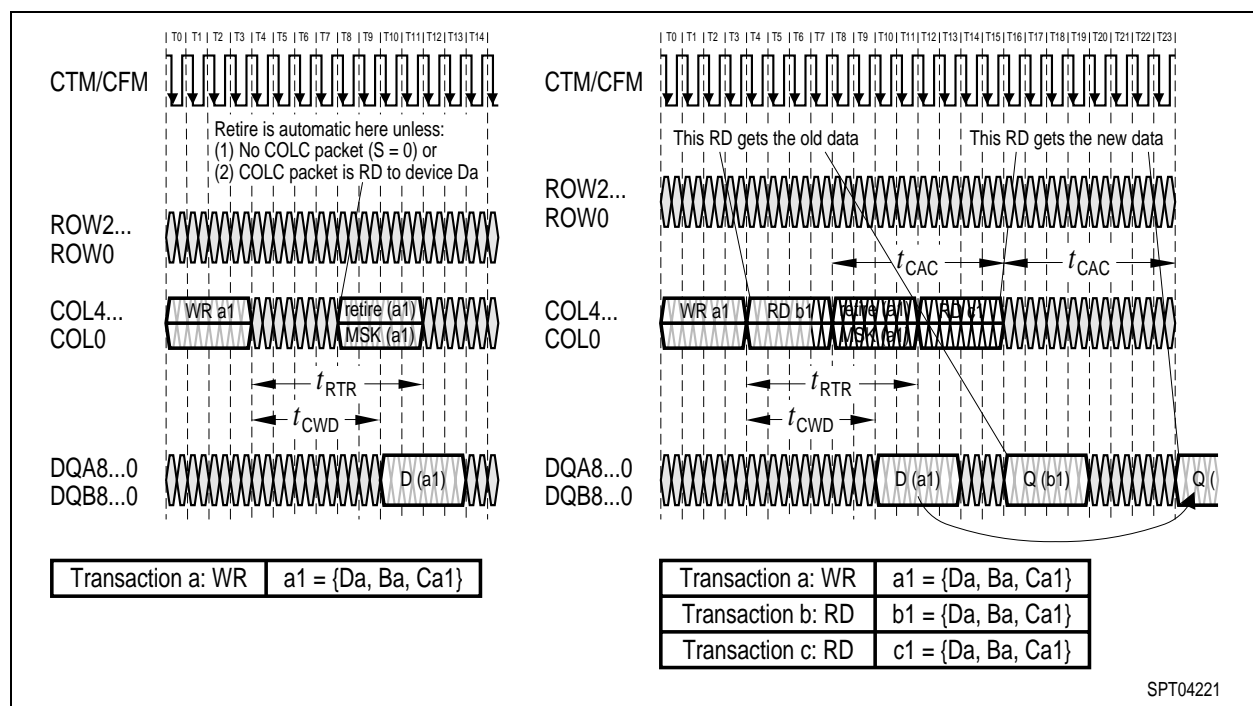 T0 T1 T2 T3 T4 T5 T6 T7 T8 T9 T10 T11 T12 T13 T14
CTM/CFM
Retire is automatic here unless:
(1) No COLC packet (S = 0) or
(2) COLC packet is RD to device Da
ROW2...
ROW0
COL4...
COL0
WR a1
retire (a1)
MSK (a1)
tRTR
tCWD
DQA8...0
DQB8...0
D (a1)
Transaction a: WR a1 = {Da, Ba, Ca1}
T0 T1 T2 T3 T4 T5 T6 T7 T8 T9 T10 T11 T12 T13 T14 T15 T16 T17 T18 T19 T20 T21 T22 T23
CTM/CFM
This RD gets the old data
This RD gets the new data
ROW2...
ROW0
tCAC
tCAC
COL4...
COL0
WR a1
RD b1
retire (a1)
MSK (a1)
RD c1
tRTR
tCWD
DQA8...0
DQB8...0
D (a1)
Q (b1)
Q (
Transaction a: WR a1 = {Da, Ba, Ca1}
Transaction b: RD b1 = {Da, Ba, Ca1}
Transaction c: RD c1 = {Da, Ba, Ca1}
SPT04221